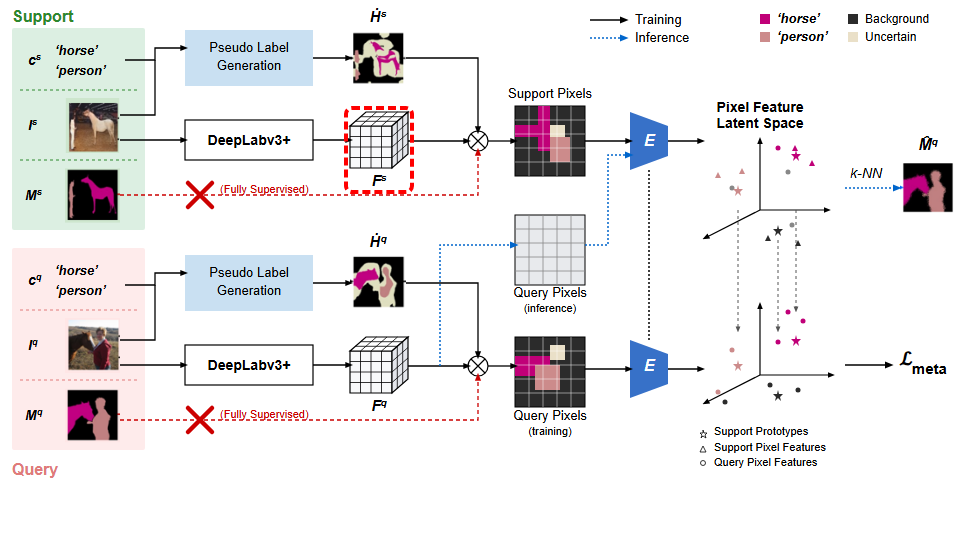 Support
cˢ
'horse'
'person'
Iˢ
Mˢ
Pseudo Label
Generation
Ḣˢ
DeepLabv3+
Fˢ
(Fully Supervised)
Training
Inference
'horse'
'person'
Background
Uncertain
Support Pixels
E
Pixel Feature
Latent Space
k-NN
M̂q
Query Pixels
(inference)
cq
'horse'
'person'
Iq
Mq
Query
Pseudo Label
Generation
Ḣq
DeepLabv3+
Fq
(Fully Supervised)
Query Pixels
(training)
E
ℒmeta
Support Prototypes
Support Pixel Features
Query Pixel Features